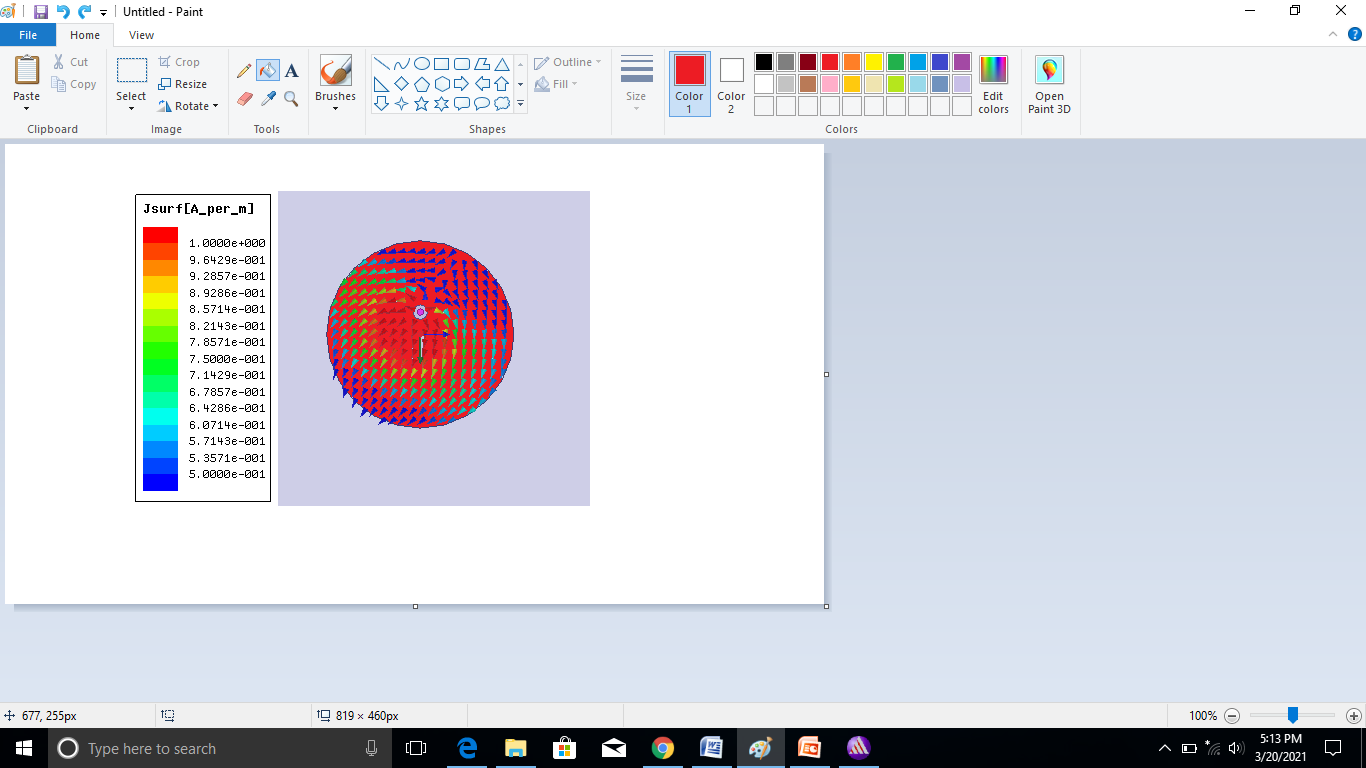 Untitled - Paint
File
Home
View
Paste
Cut
Copy
Clipboard
Select
Crop
Resize
Rotate
Image
A
Tools
Brushes
Outline
Fill
Shapes
Size
Color
1
Color
2
Edit
colors
Colors
Open
Paint 3D
Jsurf[A_per_m]
1.0000e+000
9.6429e-001
9.2857e-001
8.9286e-001
8.5714e-001
8.2143e-001
7.8571e-001
7.5000e-001
7.1429e-001
6.7857e-001
6.4286e-001
6.0714e-001
5.7143e-001
5.3571e-001
5.0000e-001
677, 255px
819 × 460px
100%
Type here to search
5:13 PM
3/20/2021